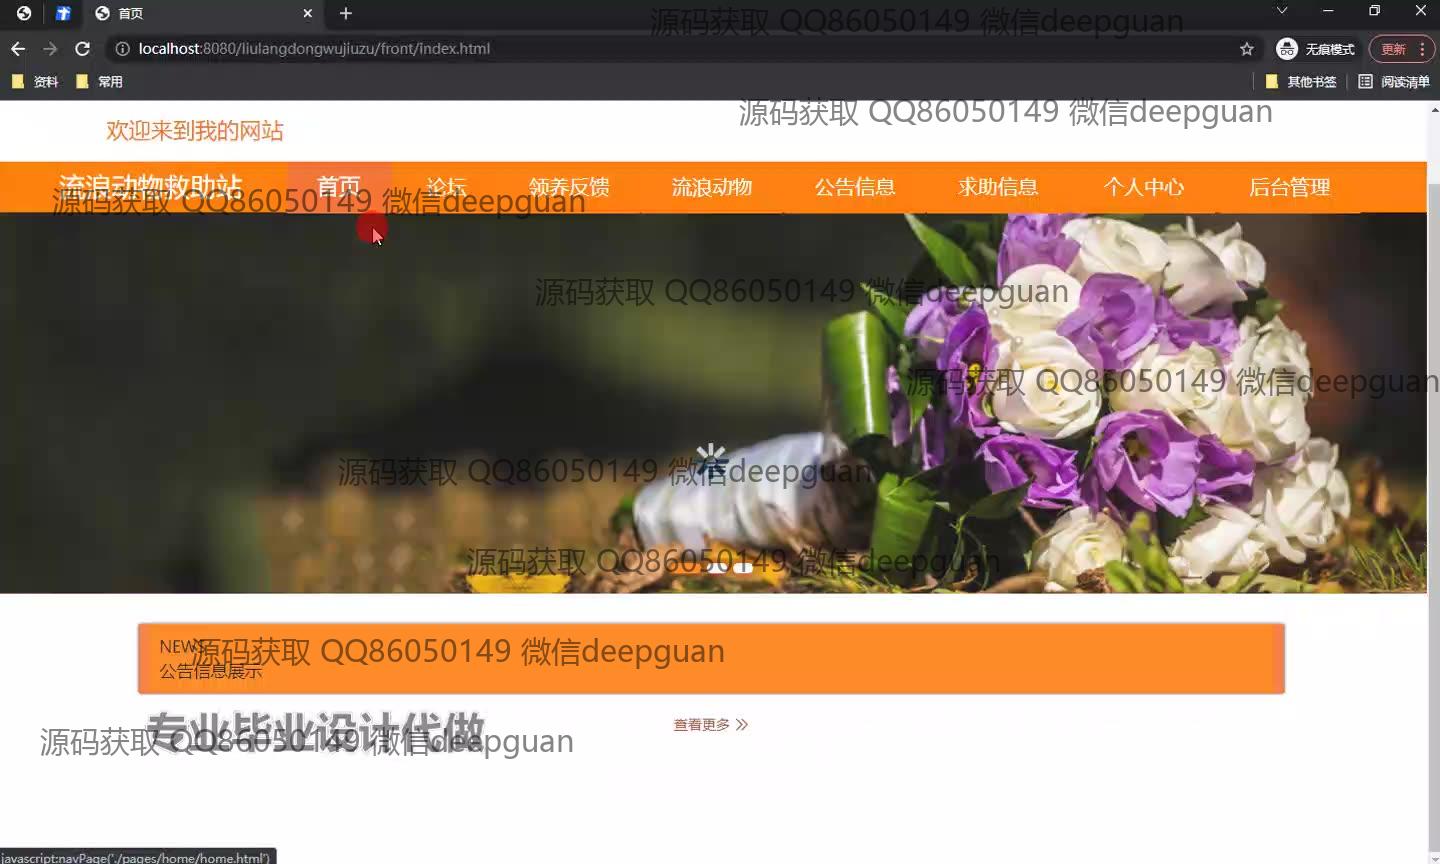 首页
源码获取 QQ86050149 微信deepguan
localhost:8080/liulangdongwujiuzu/front/index.html
无痕模式
更新
资料
常用
其他书签
阅读清单
源码获取 QQ86050149 微信deepguan
欢迎来到我的网站
流浪动物救助站
首页
论坛
领养反馈
流浪动物
公告信息
求助信息
个人中心
后台管理
源码获取 QQ86050149 微信deepguan
源码获取 QQ86050149 微信deepguan
源码获取 QQ86050149 微信deepguan
源码获取 QQ86050149 微信deepguan
源码获取 QQ86050149 微信deepguan
NEWS
源码获取 QQ86050149 微信deepguan
公告信息展示
专业毕业设计代做
查看更多
源码获取 QQ86050149 微信deepguan
javascript:navPage('./pages/home/home.html')